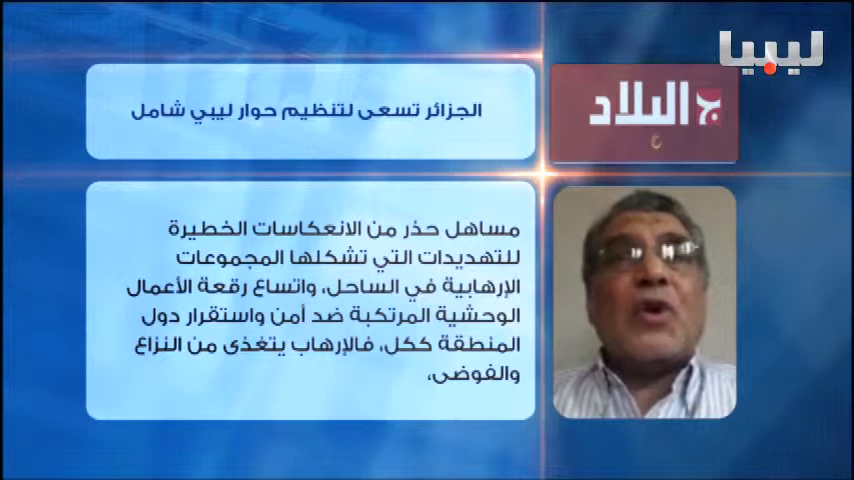 ليبيا
البلاد
الجزائر تسعى لتنظيم حوار ليبي شامل
مساهل حذر من الانعكاسات الخطيرة
للتهديدات التي تشكلها المجموعات
الإرهابية في الساحل، واتساع رقعة الأعمال
الوحشية المرتكبة ضد أمن واستقرار دول
المنطقة ككل، فالإرهاب يتغذى من النزاع
والفوضى،